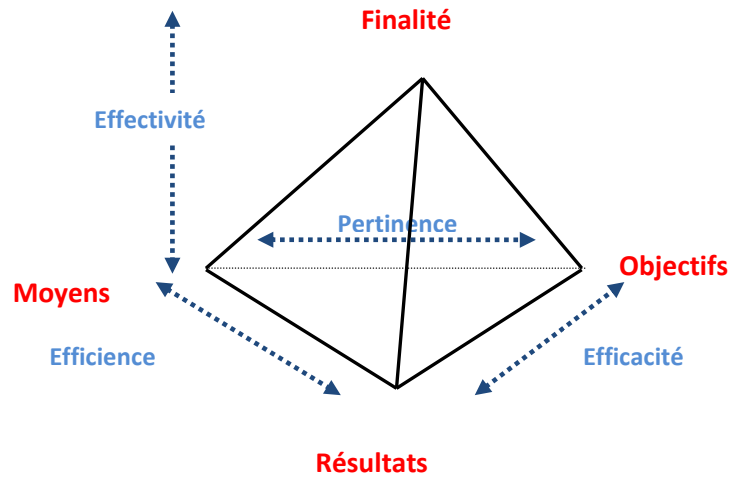 Finalité
Effectivité
Pertinence
Objectifs
Moyens
Efficience
Efficacité
Résultats